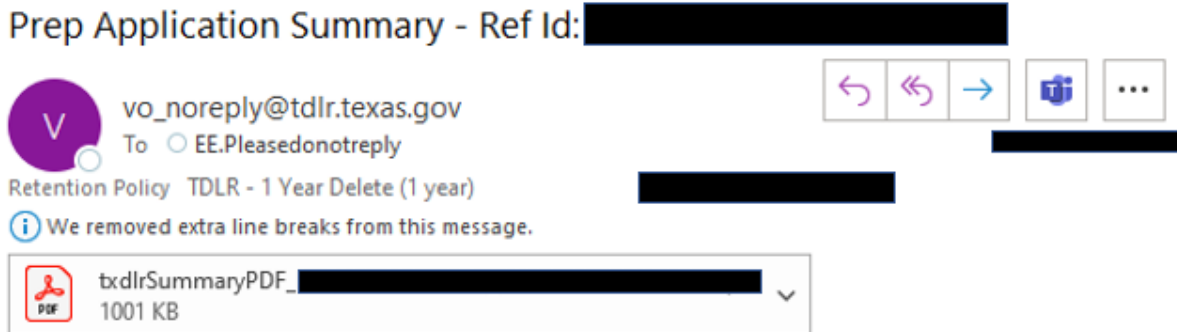 Prep Application Summary - Ref Id:
V
vo_noreply@tdlr.texas.gov
To EE.Pleasedonotreply
Retention Policy TDLR - 1 Year Delete (1 year)
We removed extra line breaks from this message.
PDF
txdlrSummaryPDF_
1001 KB